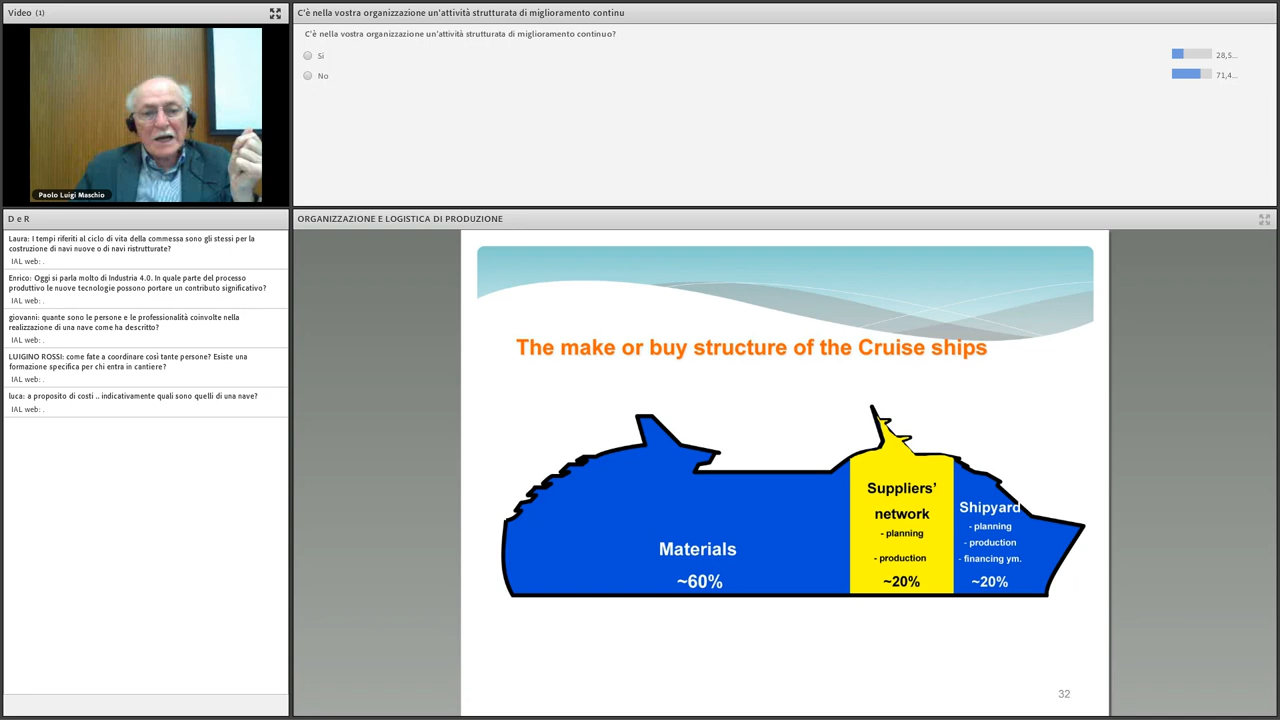 Video (1)
Paolo Luigi Maschio
C'è nella vostra organizzazione un'attività strutturata di miglioramento continu
C'è nella vostra organizzazione un'attività strutturata di miglioramento continuo?
Si
28,5...
No
71,4...
D e R
Laura: I tempi riferiti al ciclo di vita della commessa sono gli stessi per la
costruzione di navi nuove o di navi ristrutturate?
IAL web: .
Enrico: Oggi si parla molto di Industria 4.0. In quale parte del processo
produttivo le nuove tecnologie possono portare un contributo significativo?
IAL web: .
giovanni: quante sono le persone e le professionalità coinvolte nella
realizzazione di una nave come ha descritto?
IAL web: .
LUIGINO ROSSI: come fate a coordinare così tante persone? Esiste una
formazione specifica per chi entra in cantiere?
IAL web: .
luca: a proposito di costi .. indicativamente quali sono quelli di una nave?
IAL web: .
ORGANIZZAZIONE E LOGISTICA DI PRODUZIONE
The make or buy structure of the Cruise ships
Materials
~60%
Suppliers'
network
- planning
- production
~20%
Shipyard
- planning
- production
- financing ym.
~20%
32